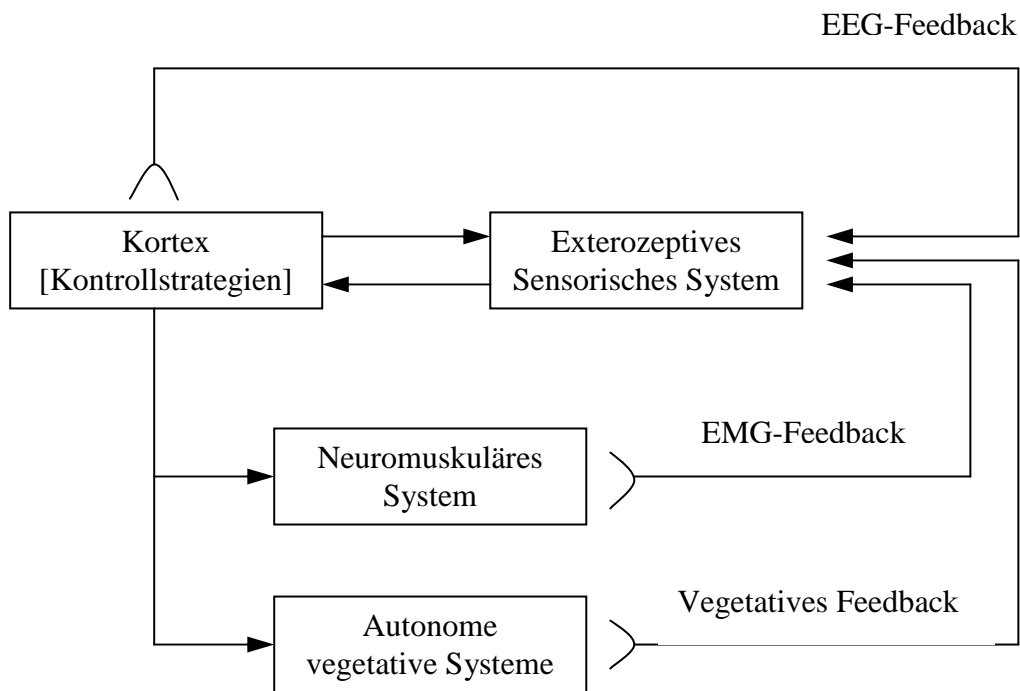 EEG-Feedback
Kortex
[Kontrollstrategien]
Exterozeptives
Sensorisches System
EMG-Feedback
Neuromuskuläres
System
Vegetatives Feedback
Autonome
vegetative Systeme